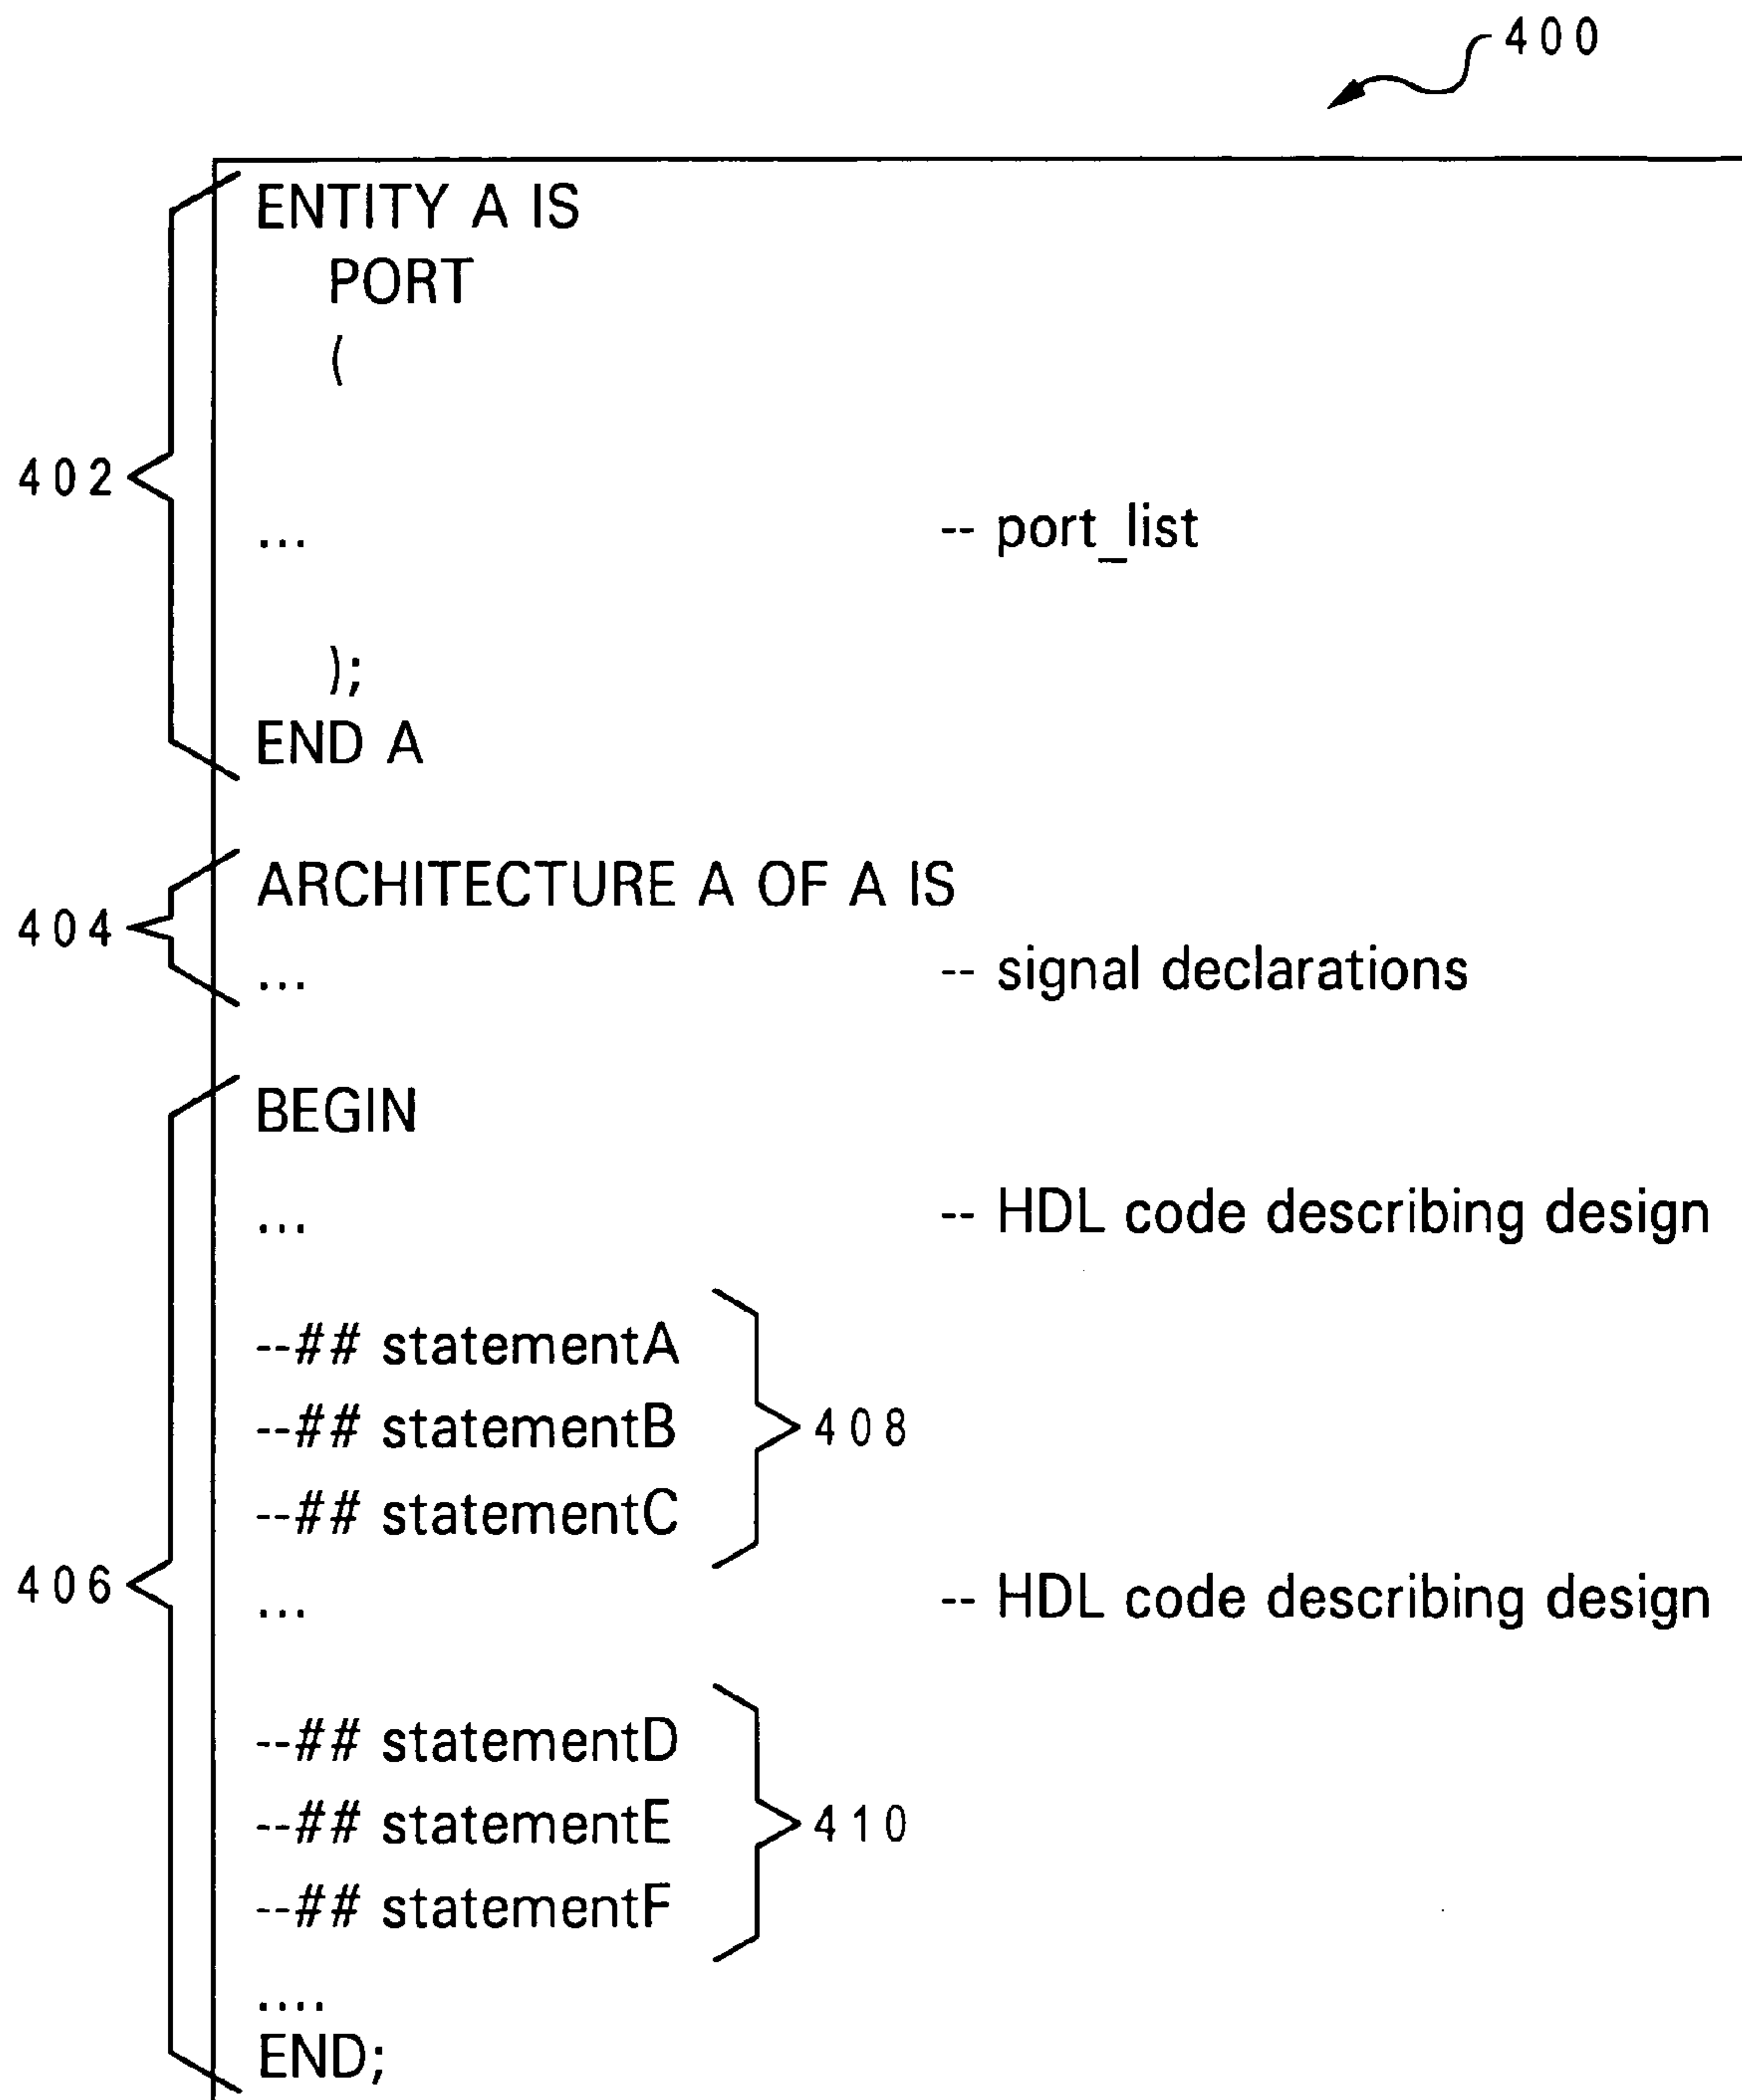 400
ENTITY A IS
PORT
(
402
... -- port_list
);
END A
ARCHITECTURE A OF A IS
404
... -- signal declarations
BEGIN
... -- HDL code describing design
--## statementA
--## statementB 408
--## statementC
406
... -- HDL code describing design
--## statementD
--## statementE 410
--## statementF
....
END;